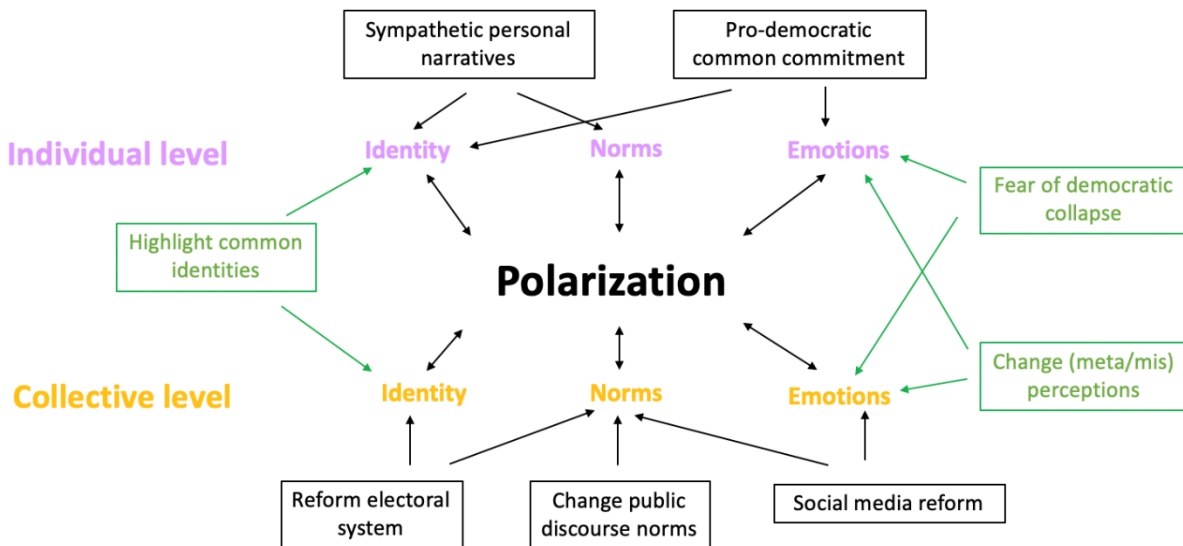 Sympathetic personal
narratives
Pro-democratic
common commitment
Individual level
Identity
Norms
Emotions
Highlight common
identities
Fear of democratic
collapse
Polarization
Change (meta/mis)
perceptions
Collective level
Identity
Norms
Emotions
Reform electoral
system
Change public
discourse norms
Social media reform